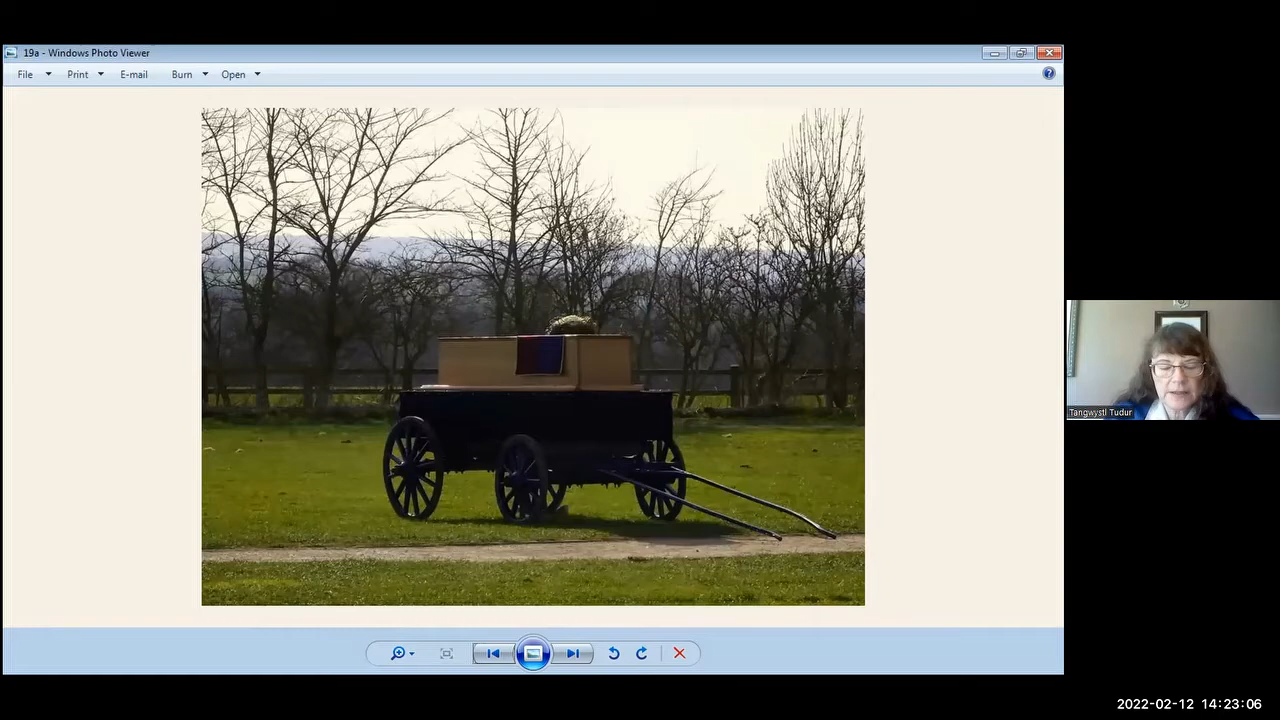 19a - Windows Photo Viewer
File Print E-mail Burn Open
Tangwystl Tudur
2022-02-12 14:23:06